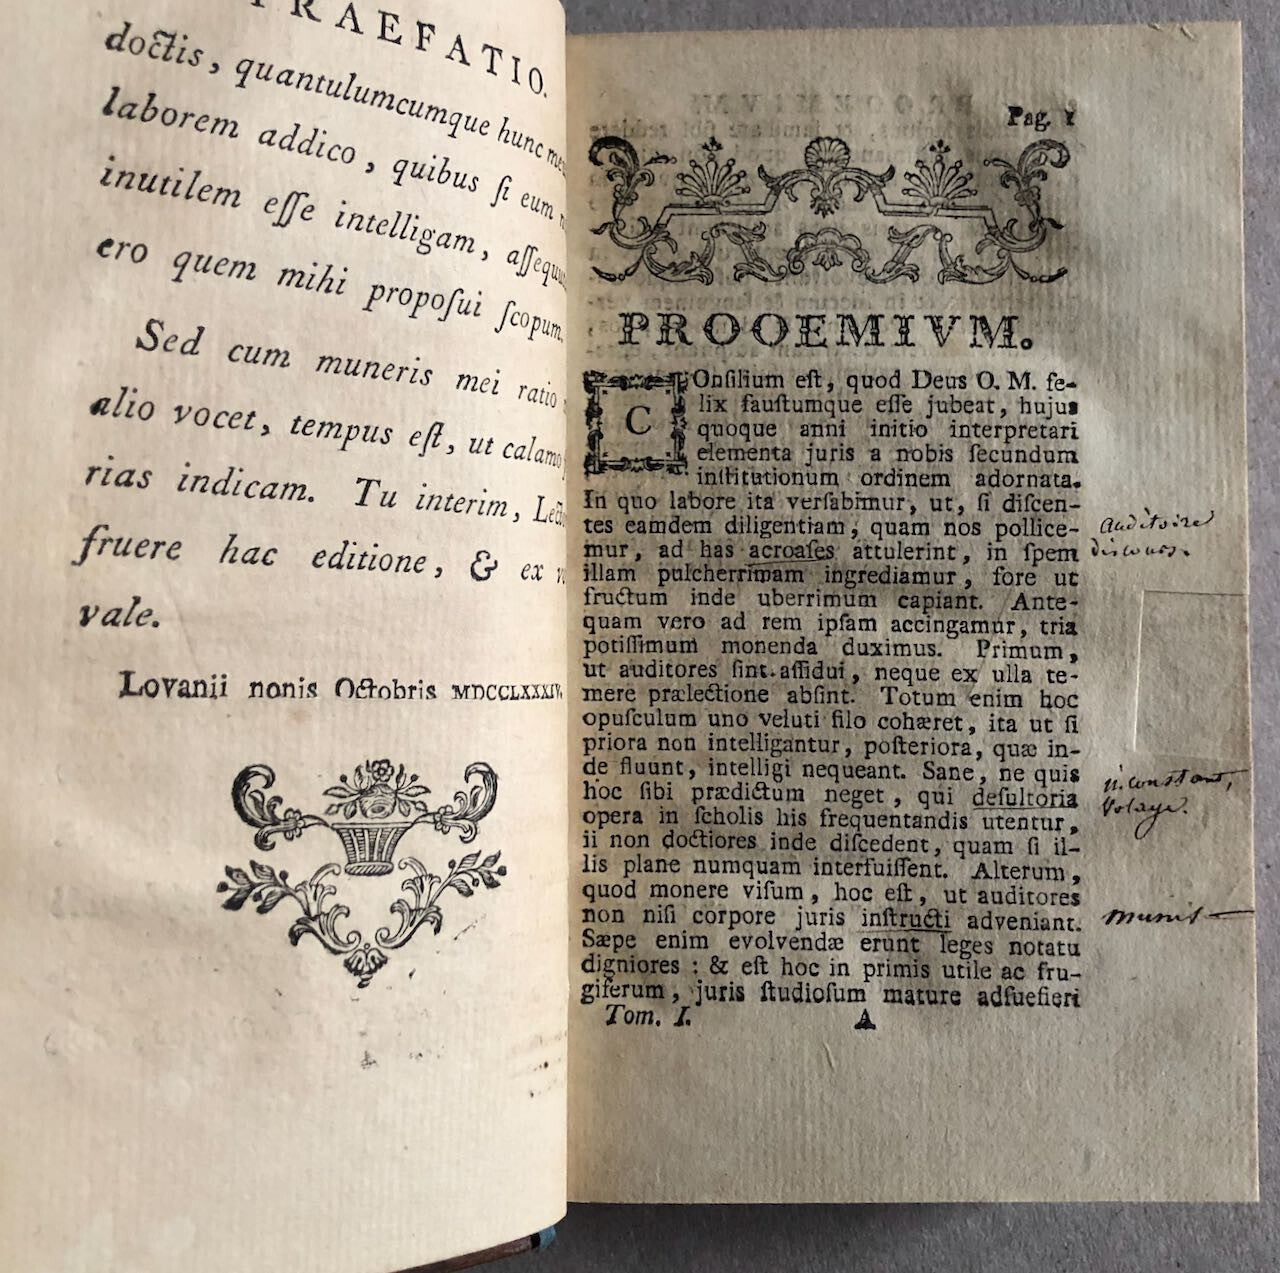 PRAEFATIO.
doctis, quantulumcumque hunc
laborem addico, quibus ſi eum
inutilem eſſe intelligam,
ero quem mihi propoſui ſcopum.
Sed cum muneris mei ratio
alio vocet, tempus eſt, ut calamo
rias indicam. Tu interim,
fruere hac editione, & ex
vale.
Lovanii nonis Octobris MDCCLXXXIV.
Pag. 1
PROOEMIVM.
COnſilium eſt, quod Deus O. M. fe-
lix fauſtumque eſſe jubeat, hujus
quoque anni initio interpretari
elementa juris a nobis ſecundum
inſtitutionum ordinem adornata.
In quo labore ita verſabimur, ut, ſi diſcen-
tes eamdem diligentiam, quam nos pollice-
mur, ad has acroaſes attulerint, in ſpem
illam pulcherrimam ingrediamur, fore ut
fructum inde uberrimum capiant. Ante-
quam vero ad rem ipſam accingamur, tria
potiſſimum monenda duximus. Primum,
ut auditores ſint aſſidui, neque ex ulla te-
mere prælectione abſint. Totum enim hoc
opuſculum uno veluti filo cohæret, ita ut ſi
priora non intelligantur, poſteriora, quæ in-
de fluunt, intelligi nequeant. Sane, ne quis
hoc ſibi prædictum neget, qui deſultoria
opera in ſcholis his frequentandis utentur,
ii non doctiores inde diſcedent, quam ſi il-
lis plane numquam interfuiſſent. Alterum,
quod monere viſum, hoc eſt, ut auditores
non niſi corpore juris inſtructi adveniant.
Sæpe enim evolvendæ erunt leges notatu
digniores : & eſt hoc in primis utile ac fru-
giferum, juris ſtudioſum mature adſuefieri
Tom. I. A
auditoire
discours.
inconstant,
volage.
munis